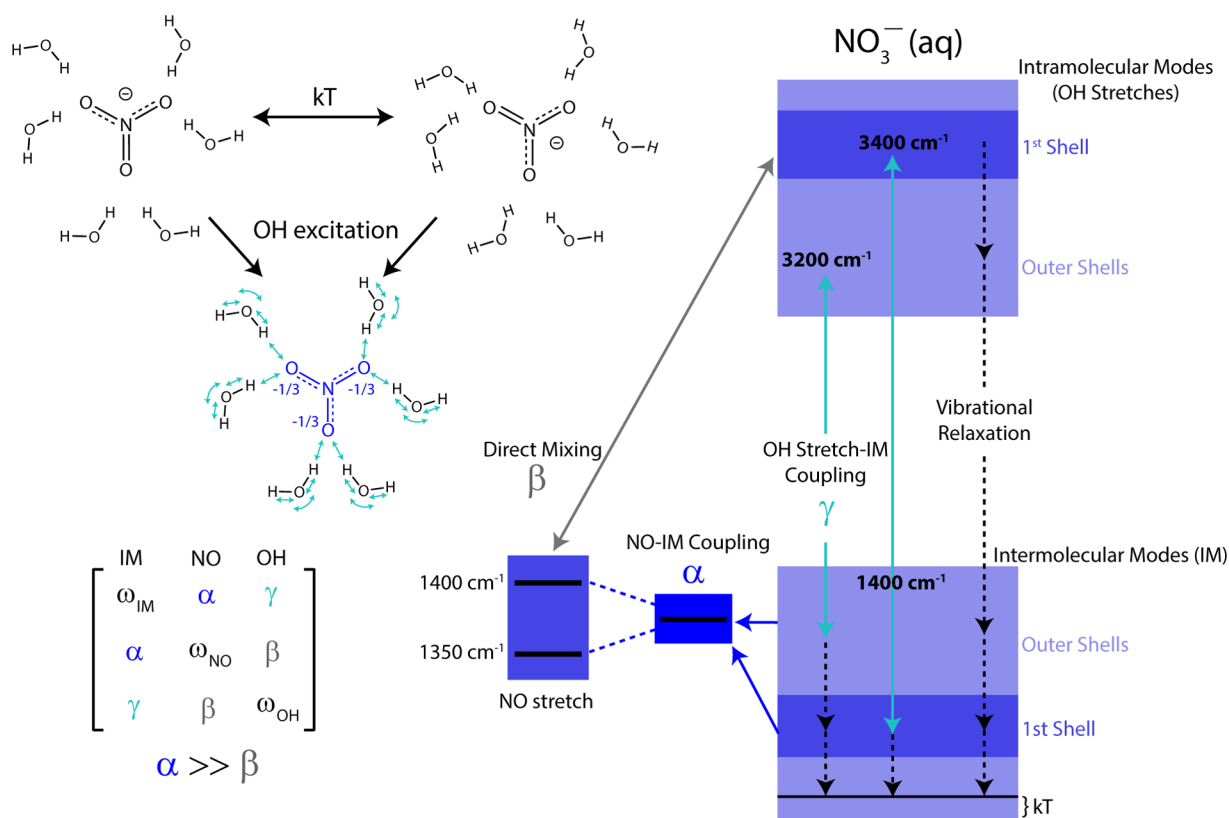 NO₃⁻ (aq)
kT
OH excitation
H O H
H O H
H O H
H O H
H O H
H O H
O N O O ⊖
H O H
H O H
H O H
H O H
H O H
H O H
O N O O ⊖
H O H
H O H
H O H
H O H
H O H
H O H
O N O O
-1/3
-1/3
-1/3
Intramolecular Modes
(OH Stretches)
3400 cm⁻¹
1st Shell
3200 cm⁻¹
Outer Shells
Vibrational
Relaxation
OH Stretch-IM
Coupling
γ
Direct Mixing
β
NO-IM Coupling
α
1400 cm⁻¹
1350 cm⁻¹
NO stretch
Intermolecular Modes (IM)
1400 cm⁻¹
Outer Shells
1st Shell
} kT
IM NO OH
ω_IM α γ
α ω_NO β
γ β ω_OH
α >> β